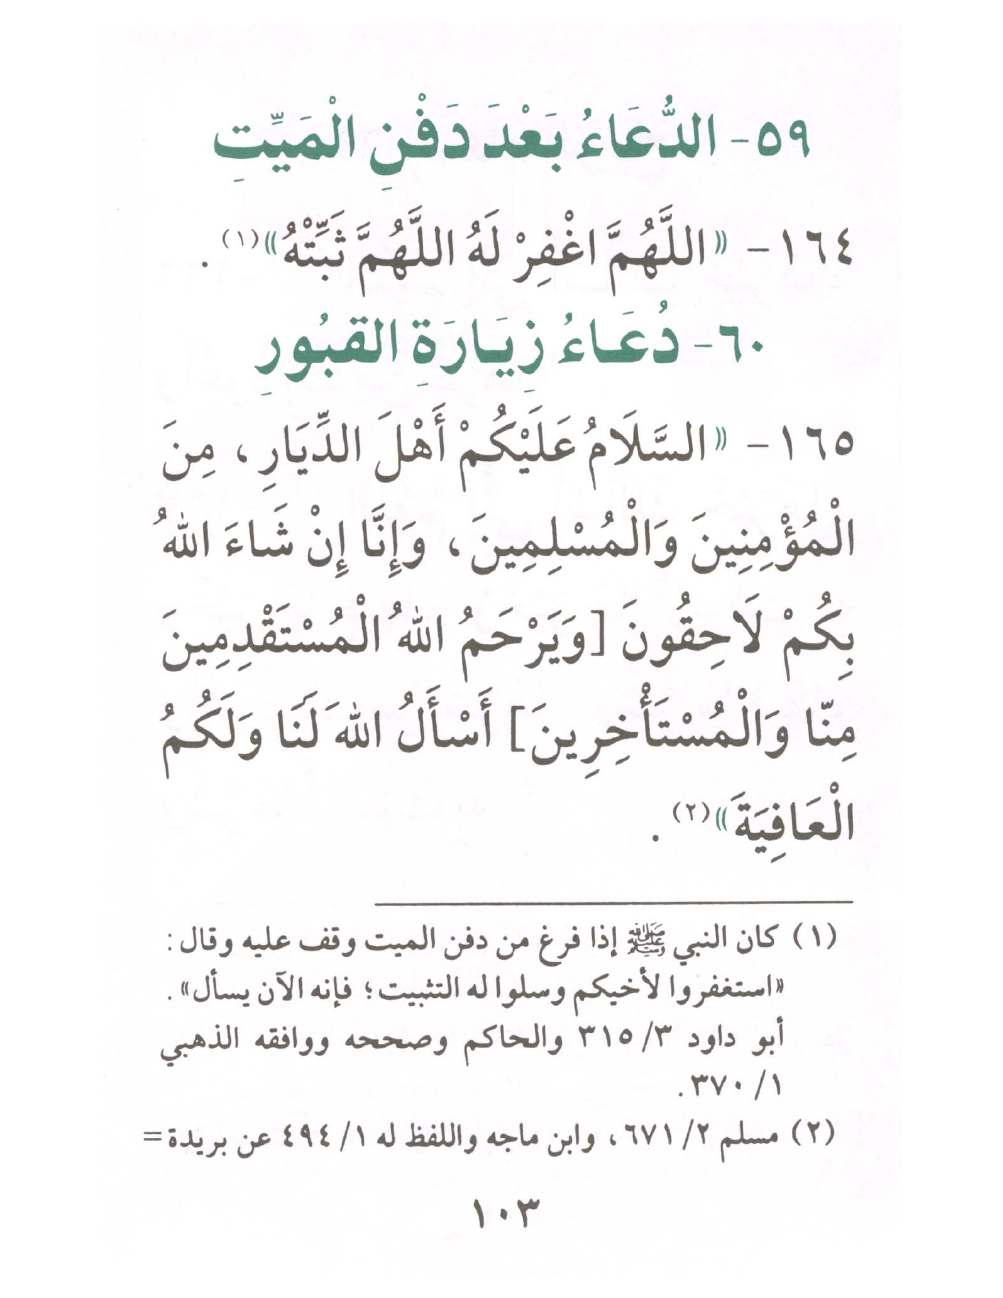 ٥٩- الدُّعَاءُ بَعْدَ دَفْنِ الْمَيِّتِ
١٦٤ - «اللَّهُمَّ اغْفِرْ لَهُ اللَّهُمَّ ثَبِّتْهُ»(١) .
٦٠- دُعَاءُ زِيَارَةِ القبُورِ
١٦٥ - «السَّلَامُ عَلَيْكُمْ أَهْلَ الدِّيَارِ ، مِنَ
الْمُؤْمِنِينَ وَالْمُسْلِمِينَ ، وَإِنَّا إِنْ شَاءَ اللهُ
بِكُمْ لَاحِقُونَ [وَيَرْحَمُ اللهُ الْمُسْتَقْدِمِينَ
مِنَّا وَالْمُسْتَأْخِرِينَ] أَسْأَلُ اللهَ لَنَا وَلَكُمُ
الْعَافِيَةَ»(٢) .
(١) كان النبي ﷺ إذا فرغ من دفن الميت وقف عليه وقال :
«استغفروا لأخيكم وسلوا له التثبيت ؛ فإنه الآن يسأل» .
أبو داود ٣/ ٣١٥ والحاكم وصححه ووافقه الذهبي
١/ ٣٧٠ .
(٢) مسلم ٢/ ٦٧١ ، وابن ماجه واللفظ له ١/ ٤٩٤ عن بريدة =
١٠٣